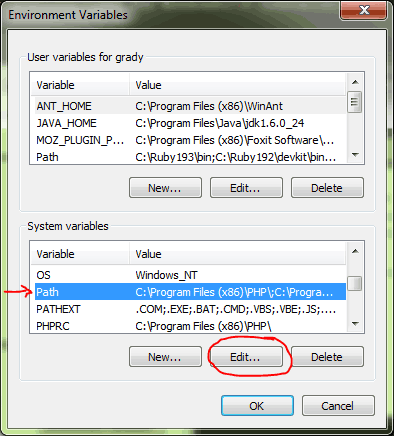 Environment Variables
User variables for grady
Variable Value
ANT_HOME C:\Program Files (x86)\WinAnt
JAVA_HOME C:\Program Files\Java\jdk1.6.0_24
MOZ_PLUGIN_P... C:\Program Files (x86)\Foxit Software\...
Path C:\Ruby193\bin;C:\Ruby192\devkit\bin...
New... Edit... Delete
System variables
Variable Value
OS Windows_NT
Path C:\Program Files (x86)\PHP\;C:\Progra...
PATHEXT .COM;.EXE;.BAT;.CMD;.VBS;.VBE;.JS;....
PHPRC C:\Program Files (x86)\PHP\
New... Edit... Delete
OK Cancel